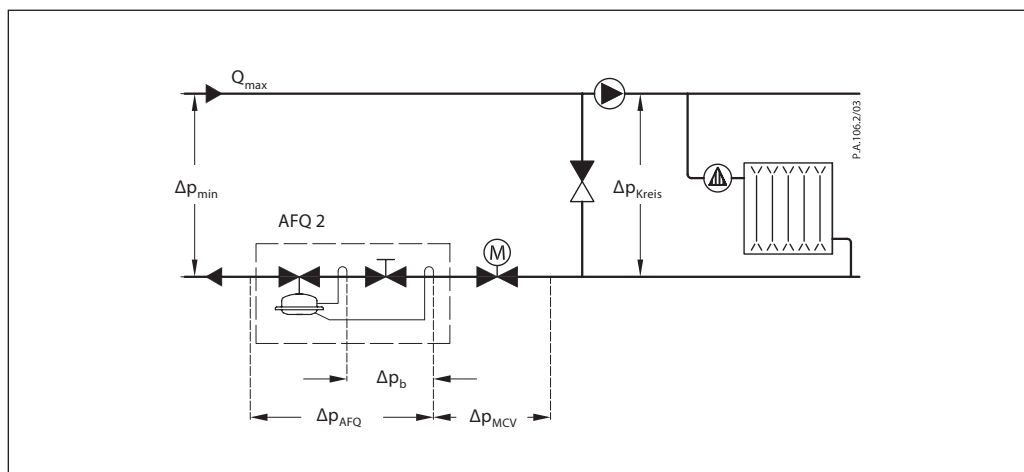 Q_max
P.A.106.2/03
Δp_min
Δp_Kreis
AFQ 2
M
Δp_b
Δp_AFQ
Δp_MCV